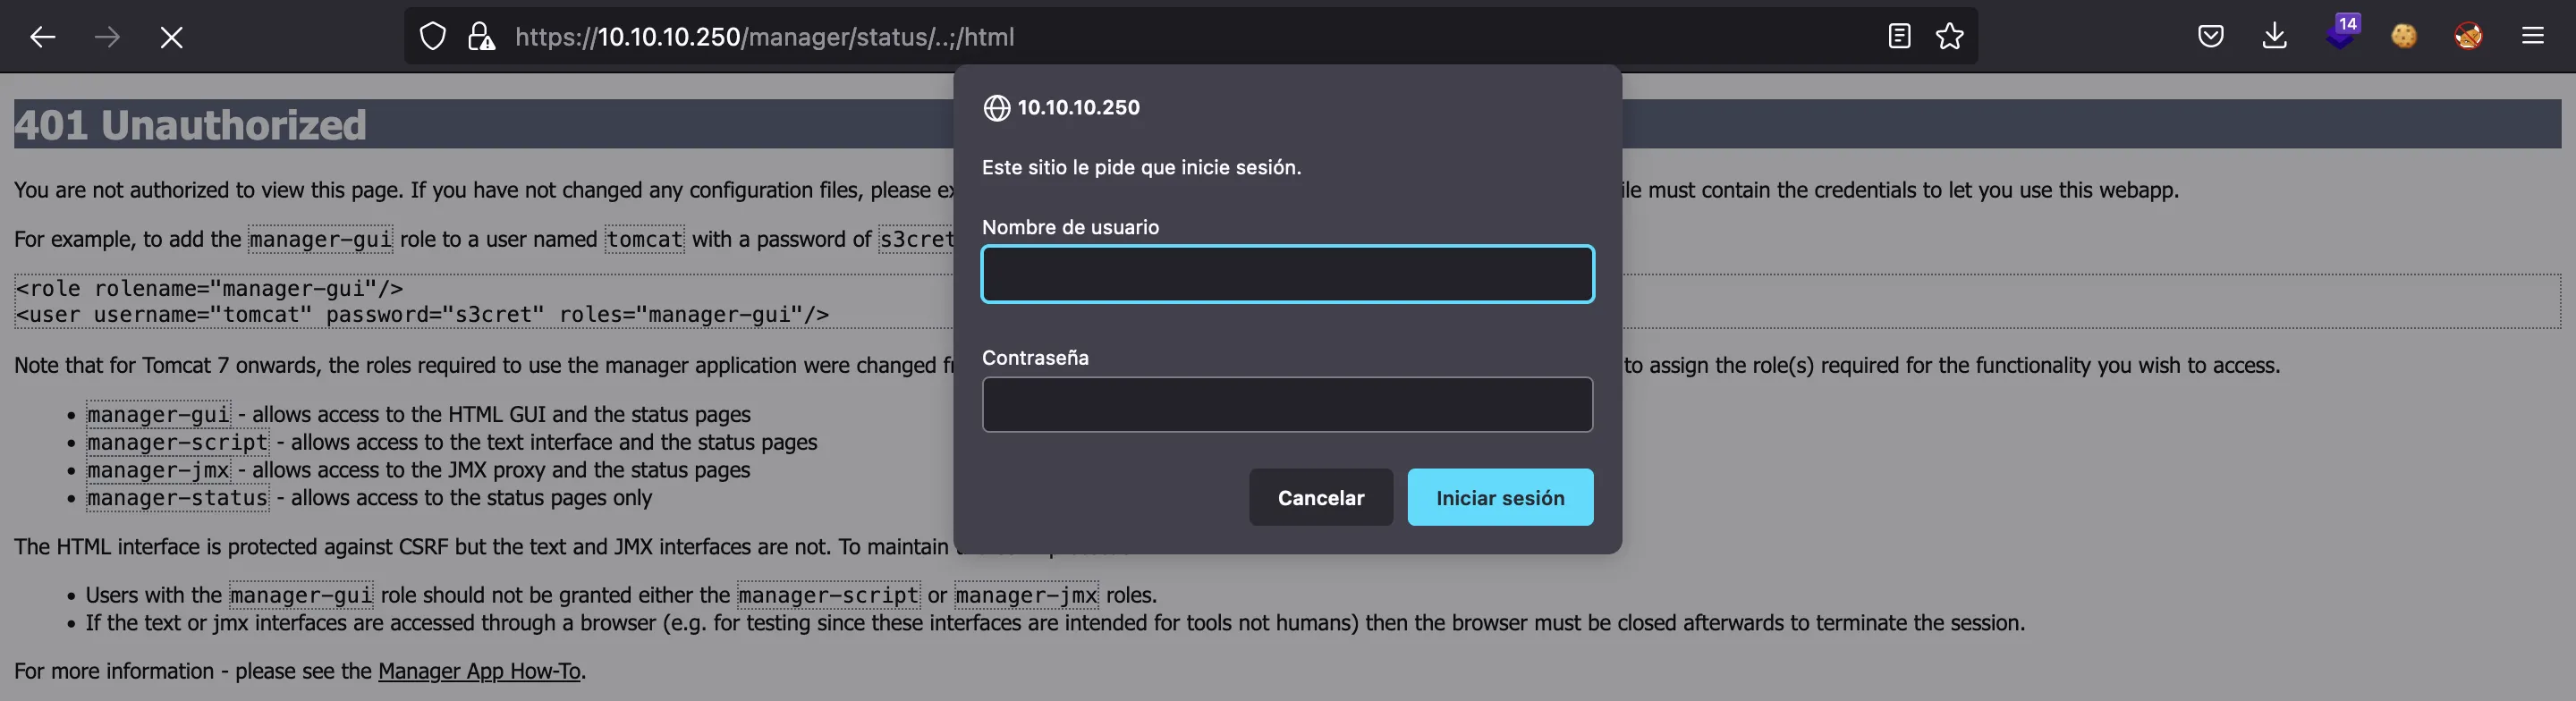 https://10.10.10.250/manager/status/..;/html
14
10.10.10.250
Este sitio le pide que inicie sesión.
Nombre de usuario
Contraseña
Cancelar
Iniciar sesión
401 Unauthorized
You are not authorized to view this page. If you have not changed any configuration files, please ex ile must contain the credentials to let you use this webapp.
For example, to add the manager-gui role to a user named tomcat with a password of s3cret
<role rolename="manager-gui"/>
<user username="tomcat" password="s3cret" roles="manager-gui"/>
Note that for Tomcat 7 onwards, the roles required to use the manager application were changed to assign the role(s) required for the functionality you wish to access.
• manager-gui - allows access to the HTML GUI and the status pages
• manager-script - allows access to the text interface and the status pages
• manager-jmx - allows access to the JMX proxy and the status pages
• manager-status - allows access to the status pages only
The HTML interface is protected against CSRF but the text and JMX interfaces are not. To maintain
• Users with the manager-gui role should not be granted either the manager-script or manager-jmx roles.
• If the text or jmx interfaces are accessed through a browser (e.g. for testing since these interfaces are intended for tools not humans) then the browser must be closed afterwards to terminate the session.
For more information - please see the Manager App How-To.